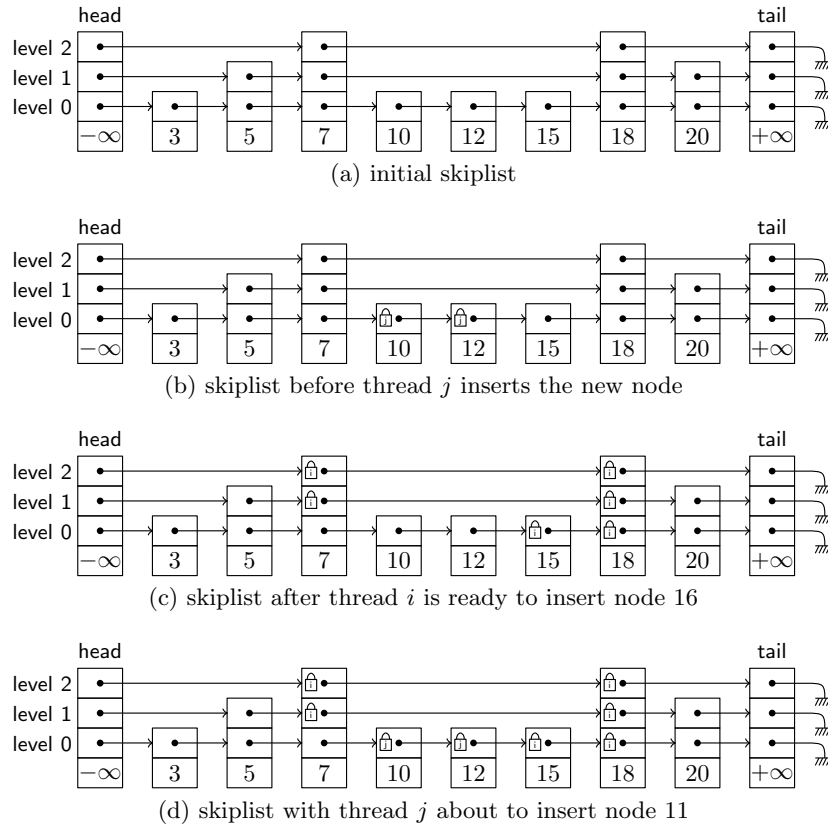 head tail
level 2
level 1
level 0
−∞ 3 5 7 10 12 15 18 20 +∞
(a) initial skiplist
head tail
level 2
level 1
level 0 j j
−∞ 3 5 7 10 12 15 18 20 +∞
(b) skiplist before thread j inserts the new node
head tail
level 2 i i
level 1 i i
level 0 i i
−∞ 3 5 7 10 12 15 18 20 +∞
(c) skiplist after thread i is ready to insert node 16
head tail
level 2 i i
level 1 i i
level 0 j j i i
−∞ 3 5 7 10 12 15 18 20 +∞
(d) skiplist with thread j about to insert node 11